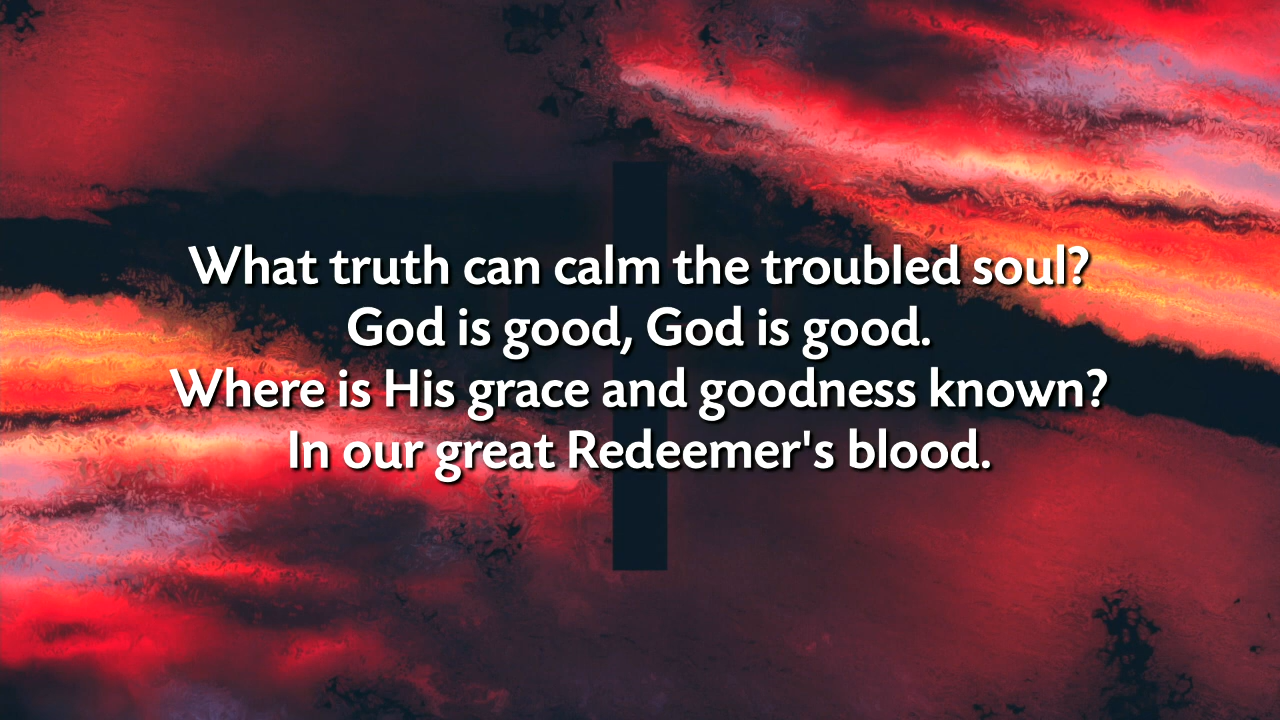 What truth can calm the troubled soul?
God is good, God is good.
Where is His grace and goodness known?
In our great Redeemer's blood.